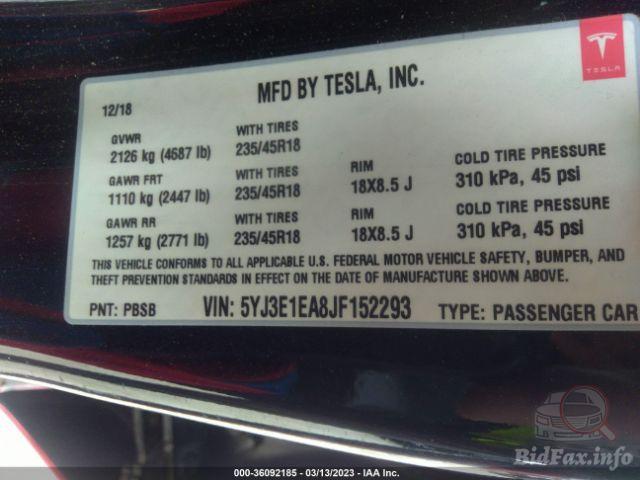 MFD BY TESLA, INC.
TESLA
12/18
GVWR
2126 kg (4687 lb)
WITH TIRES
235/45R18
GAWR FRT
1110 kg (2447 lb)
WITH TIRES
235/45R18
RIM
18X8.5 J
COLD TIRE PRESSURE
310 kPa, 45 psi
GAWR RR
1257 kg (2771 lb)
WITH TIRES
235/45R18
RIM
18X8.5 J
COLD TIRE PRESSURE
310 kPa, 45 psi
THIS VEHICLE CONFORMS TO ALL APPLICABLE U.S. FEDERAL MOTOR VEHICLE SAFETY, BUMPER, AND
THEFT PREVENTION STANDARDS IN EFFECT ON THE DATE OF MANUFACTURE SHOWN ABOVE.
PNT: PBSB VIN: 5YJ3E1EA8JF152293 TYPE: PASSENGER CAR
BidFax.info
000-36092185 - 03/13/2023 - IAA Inc.